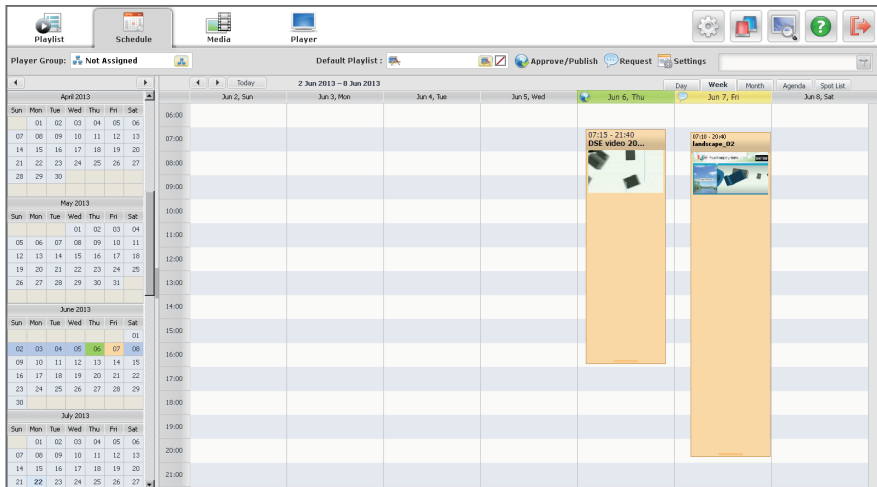 Playlist Schedule Media Player
Player Group: Not Assigned Default Playlist : Approve/Publish Request Settings
Today 2 Jun 2013 – 8 Jun 2013 Day Week Month Agenda Spot List
April 2013
Sun Mon Tue Wed Thu Fri Sat
01 02 03 04 05 06
07 08 09 10 11 12 13
14 15 16 17 18 19 20
21 22 23 24 25 26 27
28 29 30
May 2013
Sun Mon Tue Wed Thu Fri Sat
01 02 03 04
05 06 07 08 09 10 11
12 13 14 15 16 17 18
19 20 21 22 23 24 25
26 27 28 29 30 31
June 2013
Sun Mon Tue Wed Thu Fri Sat
01
02 03 04 05 06 07 08
09 10 11 12 13 14 15
16 17 18 19 20 21 22
23 24 25 26 27 28 29
30
July 2013
Sun Mon Tue Wed Thu Fri Sat
01 02 03 04 05 06
07 08 09 10 11 12 13
14 15 16 17 18 19 20
21 22 23 24 25 26 27
Jun 2, Sun Jun 3, Mon Jun 4, Tue Jun 5, Wed Jun 6, Thu Jun 7, Fri Jun 8, Sat
06:00
07:00
08:00
09:00
10:00
11:00
12:00
13:00
14:00
15:00
16:00
17:00
18:00
19:00
20:00
21:00
07:15 - 21:40
DSE video 20...
07:18 - 20:40
landscape_02